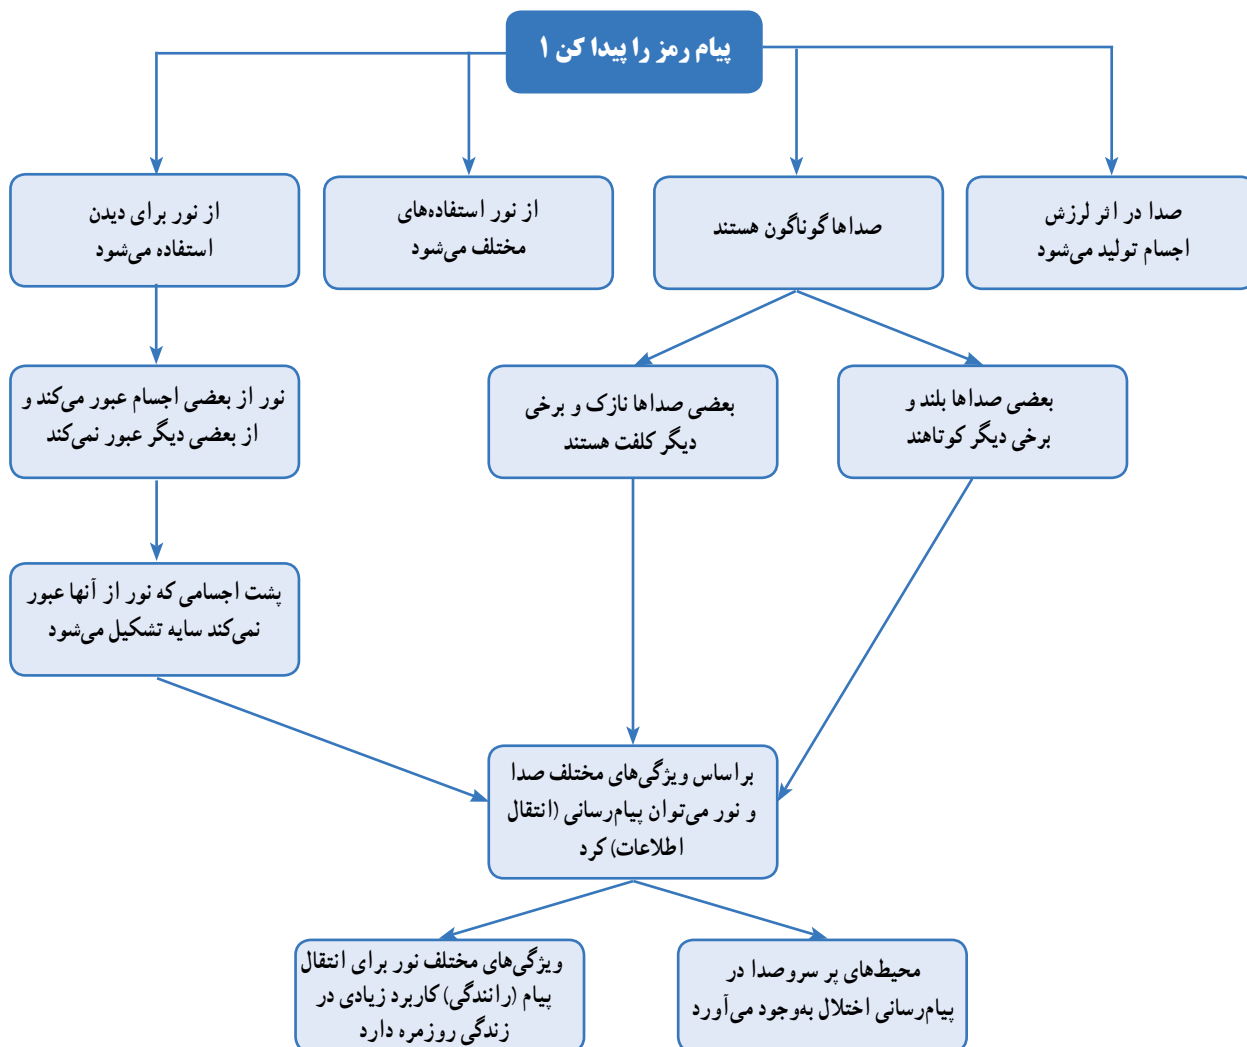 پیام رمز را پیدا کن ۱
صدا در اثر لرزش
اجسام تولید می‌شود
صداها گوناگون هستند
از نور استفاده‌های
مختلف می‌شود
از نور برای دیدن
استفاده می‌شود
بعضی صداها بلند و
برخی دیگر کوتاهند
بعضی صداها نازک و برخی
دیگر کلفت هستند
نور از بعضی اجسام عبور می‌کند و
از بعضی دیگر عبور نمی‌کند
پشت اجسامی که نور از آنها عبور
نمی‌کند سایه تشکیل می‌شود
براساس ویژگی‌های مختلف صدا
و نور می‌توان پیام‌رسانی (انتقال
اطلاعات) کرد
محیط‌های پر سروصدا در
پیام‌رسانی اختلال به‌وجود می‌آورد
ویژگی‌های مختلف نور برای انتقال
پیام (رانندگی) کاربرد زیادی در
زندگی روزمره دارد